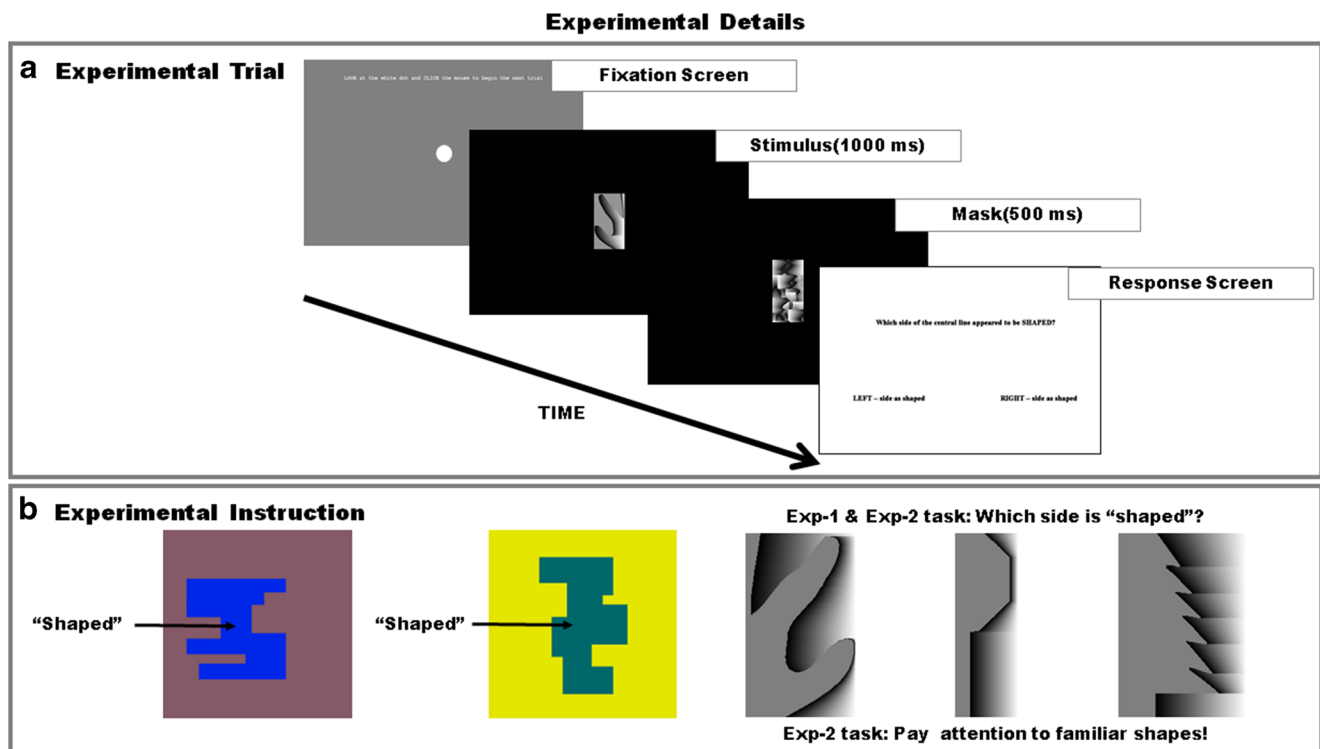 Experimental Details
a Experimental Trial
LOOK at the white dot and CLICK the mouse to begin the next trial
Fixation Screen
Stimulus(1000 ms)
Mask(500 ms)
Response Screen
Which side of the central line appeared to be SHAPED?
LEFT – side as shaped RIGHT – side as shaped
TIME
b Experimental Instruction
Exp-1 & Exp-2 task: Which side is “shaped”?
“Shaped” “Shaped”
Exp-2 task: Pay attention to familiar shapes!